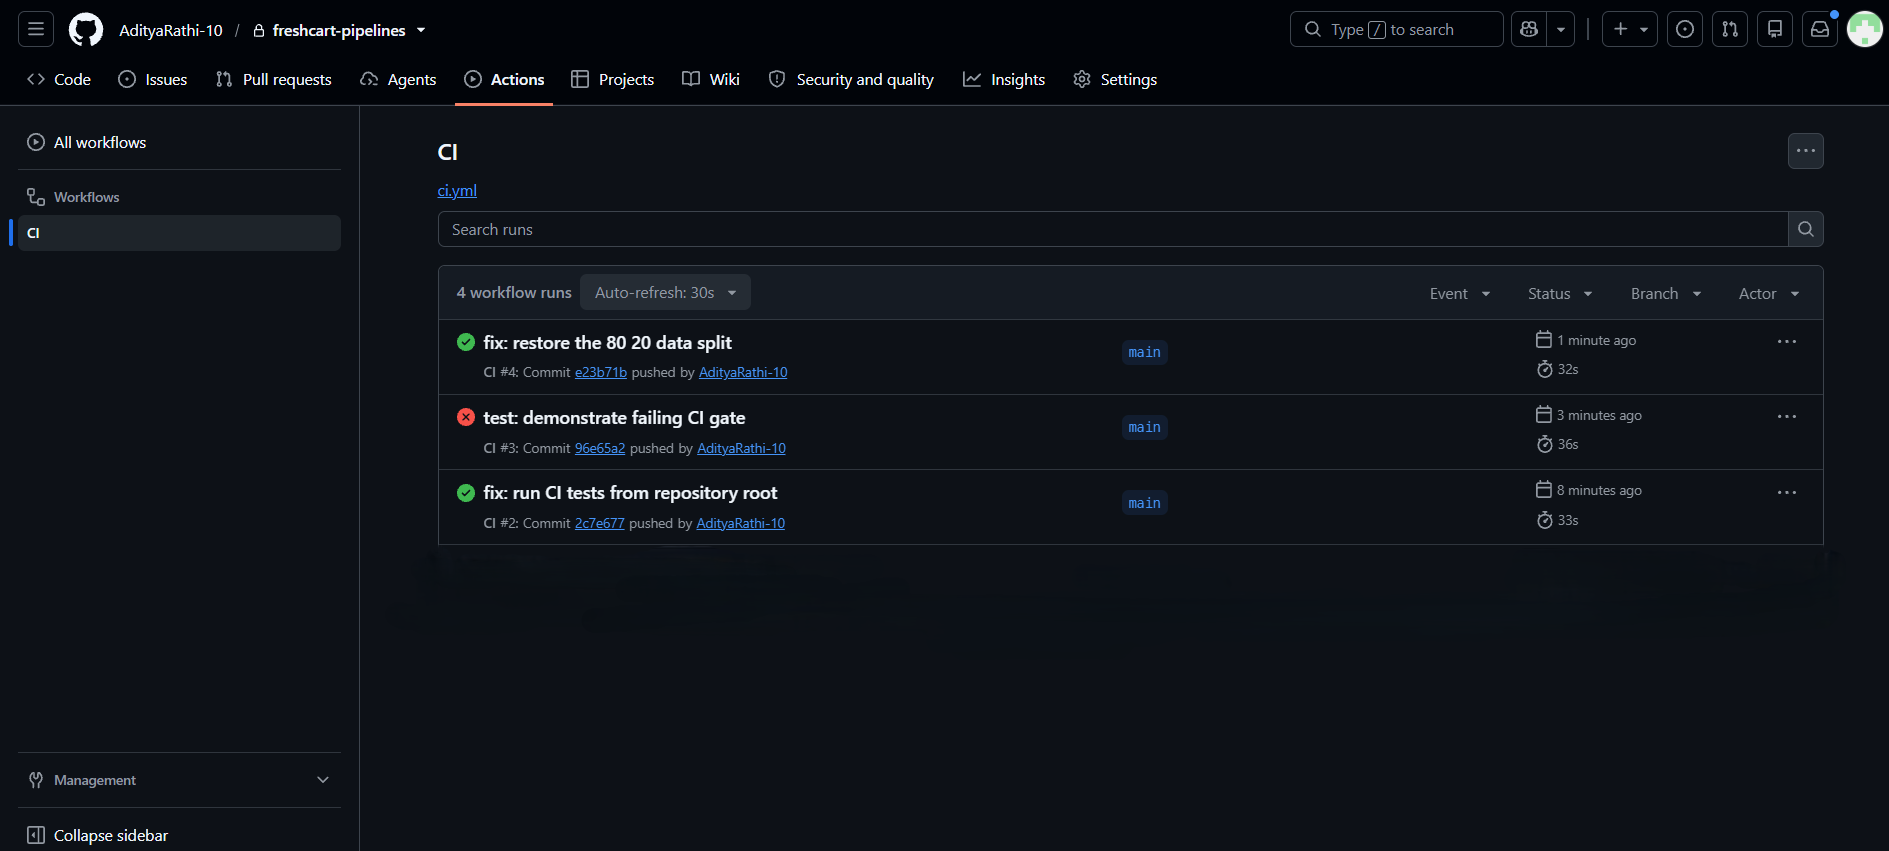 AdityaRathi-10 / freshcart-pipelines
Type / to search
Code Issues Pull requests Agents Actions Projects Wiki Security and quality Insights Settings
All workflows
Workflows
CI
Management
Collapse sidebar
CI
ci.yml
Search runs
4 workflow runs Auto-refresh: 30s Event Status Branch Actor
fix: restore the 80 20 data split
CI #4: Commit e23b71b pushed by AdityaRathi-10
main
1 minute ago
32s
test: demonstrate failing CI gate
CI #3: Commit 96e65a2 pushed by AdityaRathi-10
main
3 minutes ago
36s
fix: run CI tests from repository root
CI #2: Commit 2c7e677 pushed by AdityaRathi-10
main
8 minutes ago
33s